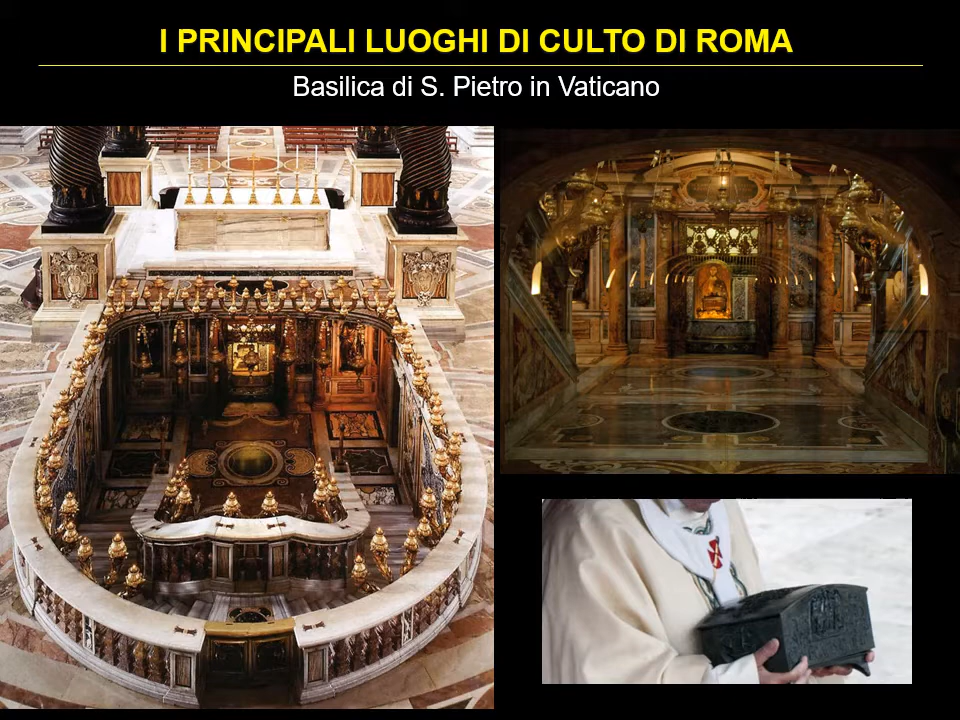 I PRINCIPALI LUOGHI DI CULTO DI ROMA
Basilica di S. Pietro in Vaticano